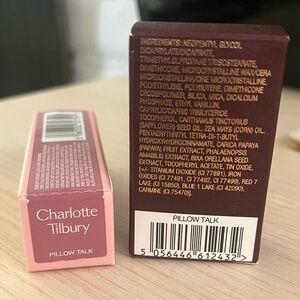 Charlotte
Tilbury
PILLOW TALK
INGREDIENTS: NEOPENTYL GLYCOL
DICAPRYLATE/DICAPRATE,
TRIMETHYLOLPROPANE TRIISOSTEARATE,
DIMETHICONE, MICROCRISTALLINE WAX/CERA
MICROCRISTALLINA/CIRE MICROCRISTALLINE,
POLYETHYLENE, POLYBUTENE, DIMETHICONE
CROSSPOLYMER, SILICA, MICA, DICALCIUM
PHOSPHATE, ETHYL VANILLIN,
CAPRYLIC/CAPRIC TRIGLYCERIDE,
TOCOPHEROL, CARTHAMUS TINCTORIUS
(SAFFLOWER) SEED OIL, ZEA MAYS (CORN) OIL,
PENTAERYTHRITYL TETRA-DI-T-BUTYL
HYDROXYHYDROCINNAMATE, CARICA PAPAYA
(PAPAYA) FRUIT EXTRACT, PHALAENOPSIS
AMABILIS EXTRACT, BIXA ORELLANA SEED
EXTRACT, TOCOPHERYL ACETATE, TIN OXIDE,
[+/- TITANIUM DIOXIDE (CI 77891), IRON
OXIDES (CI 77491, CI 77492, CI 77499), RED 7
LAKE (CI 15850), BLUE 1 LAKE (CI 42090),
CARMINE (CI 75470)].
PILLOW TALK
5 056446 612432 >